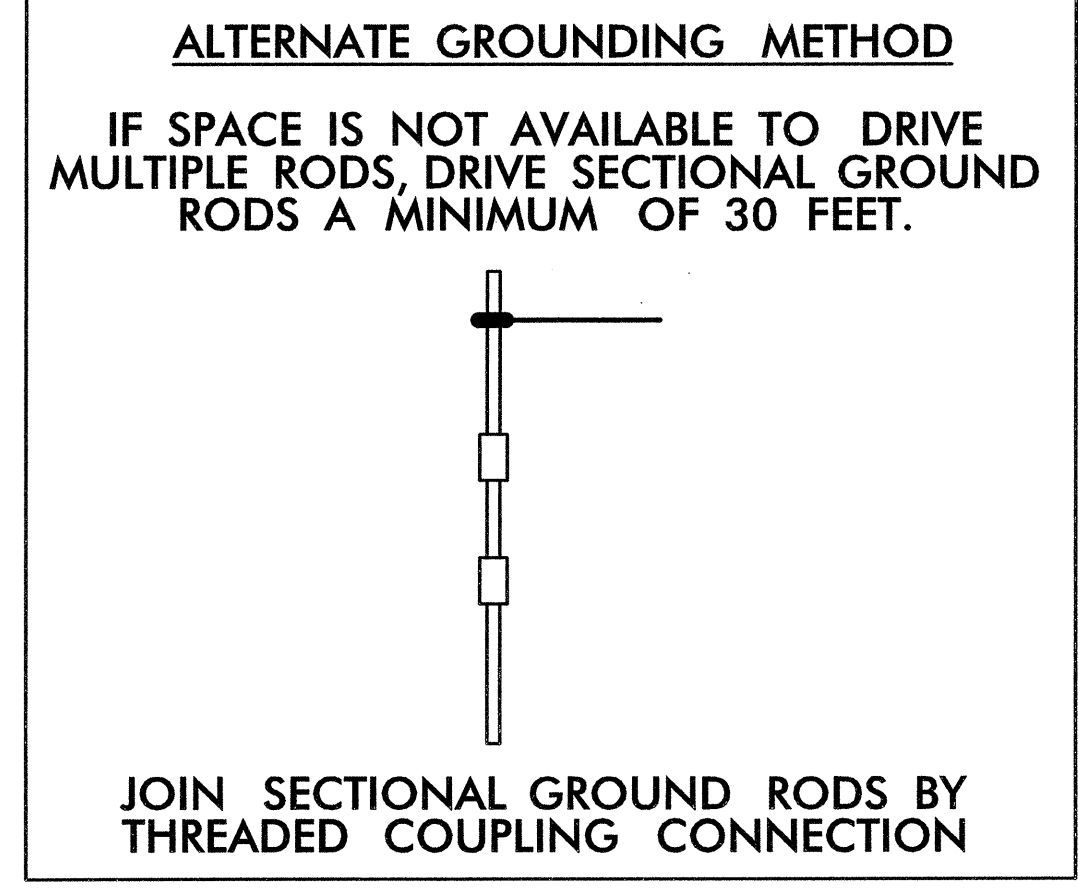 ALTERNATE GROUNDING METHOD
IF SPACE IS NOT AVAILABLE TO DRIVE
MULTIPLE RODS, DRIVE SECTIONAL GROUND
RODS A MINIMUM OF 30 FEET.
JOIN SECTIONAL GROUND RODS BY
THREADED COUPLING CONNECTION